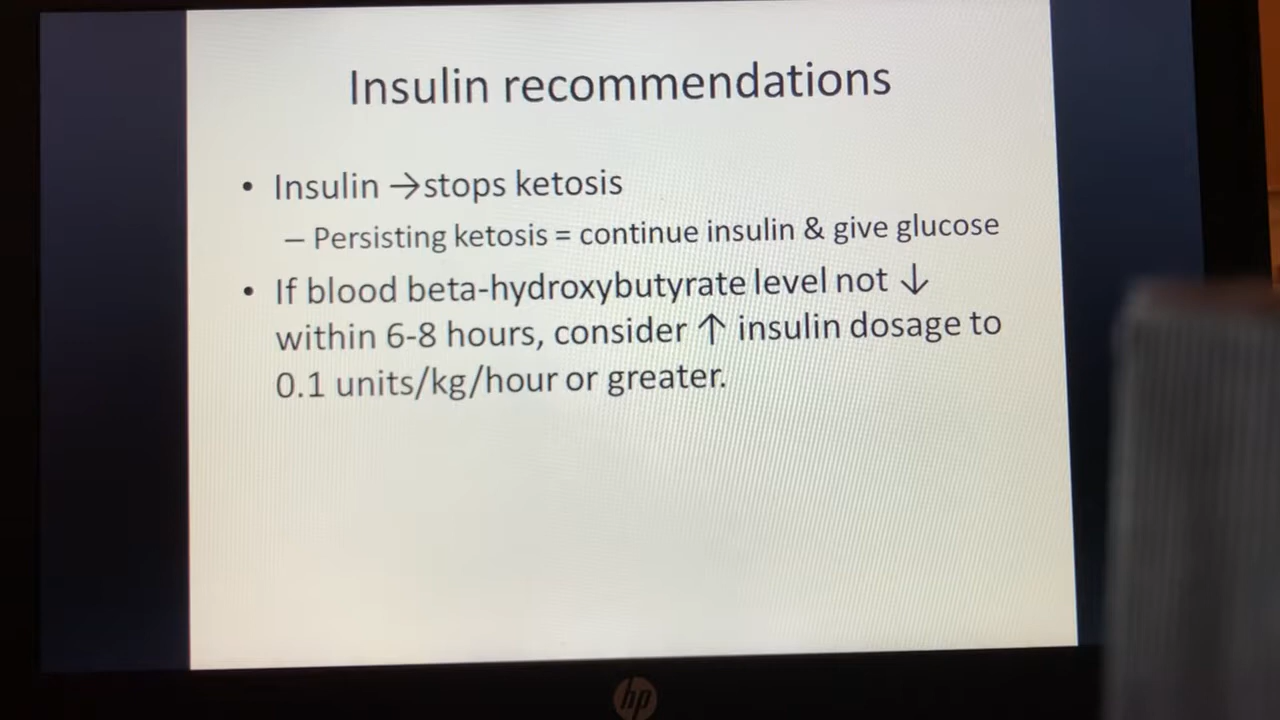 Insulin recommendations
• Insulin →stops ketosis
– Persisting ketosis = continue insulin & give glucose
• If blood beta-hydroxybutyrate level not ↓
within 6-8 hours, consider ↑ insulin dosage to
0.1 units/kg/hour or greater.
hp